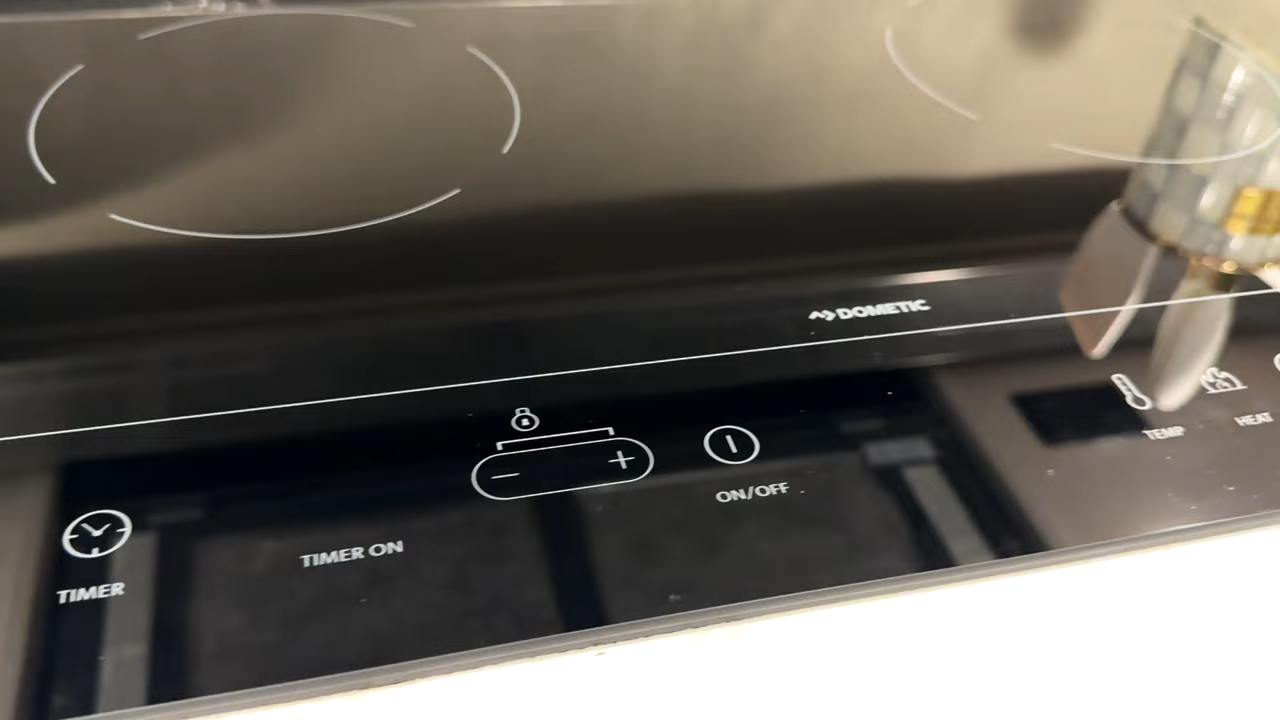 DOMETIC
TEMP
HEAT
ON/OFF
TIMER ON
TIMER